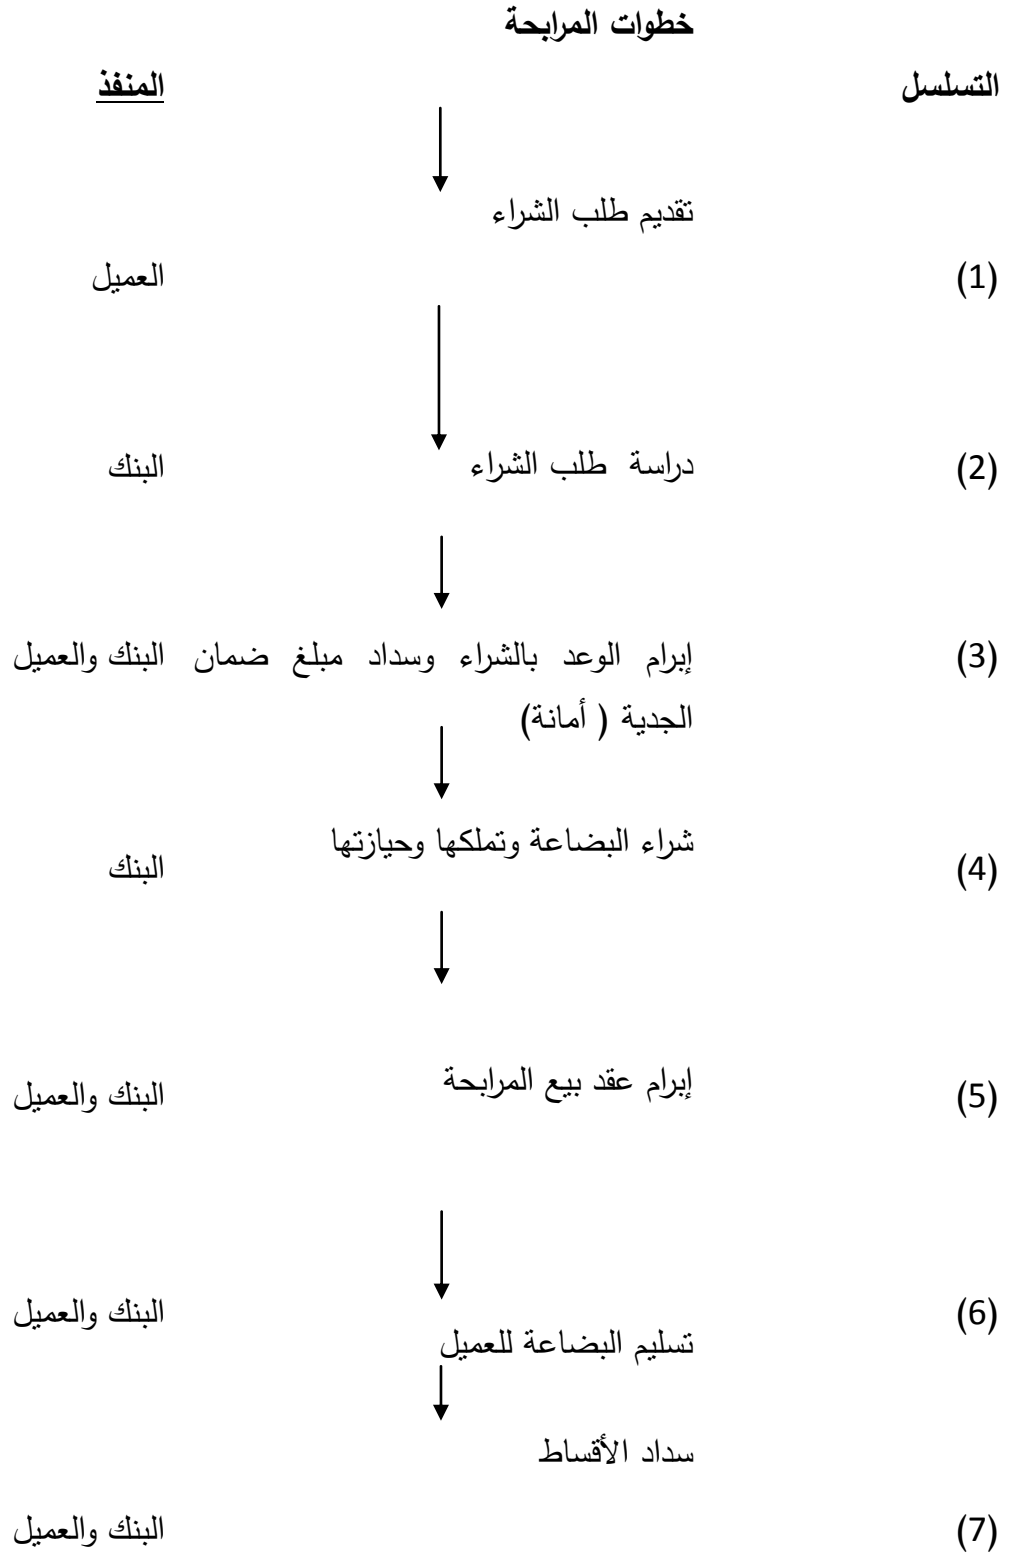 خطوات المرابحة
التسلسل المنفذ
تقديم طلب الشراء
(1) العميل
(2) دراسة طلب الشراء البنك
(3) إبرام الوعد بالشراء وسداد مبلغ ضمان البنك والعميل
الجدية ( أمانة)
شراء البضاعة وتملكها وحيازتها
(4) البنك
إبرام عقد بيع المرابحة
(5) البنك والعميل
(6) البنك والعميل
تسليم البضاعة للعميل
سداد الأقساط
(7) البنك والعميل